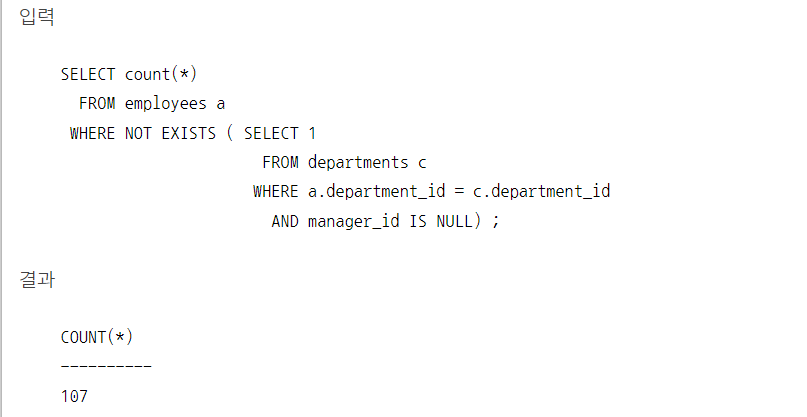 입력
SELECT count(*)
FROM employees a
WHERE NOT EXISTS ( SELECT 1
FROM departments c
WHERE a.department_id = c.department_id
AND manager_id IS NULL) ;
결과
COUNT(*)
----------
107